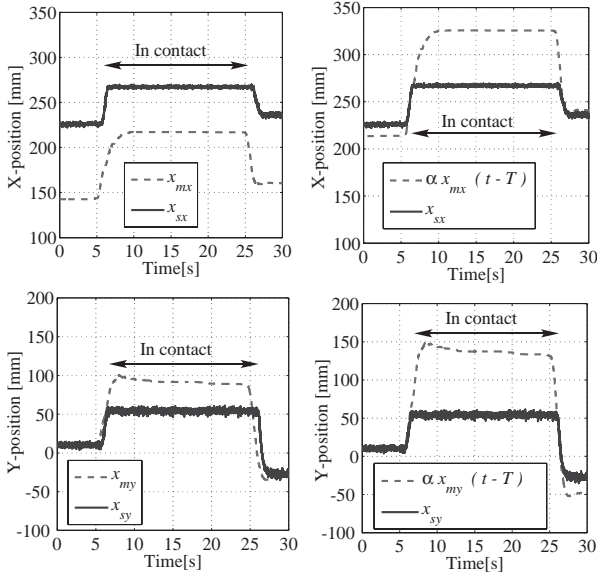 350
300
250
200
150
100
X-position [mm]
In contact
x_mx
x_sx
0 5 10 15 20 25 30
Time[s]
350
300
250
200
150
100
X-position [mm]
In contact
α x_mx (t - T)
x_sx
0 5 10 15 20 25 30
Time[s]
200
150
100
50
0
-50
-100
Y-position [mm]
In contact
x_my
x_sy
0 5 10 15 20 25 30
Time[s]
200
150
100
50
0
-50
-100
Y-position [mm]
In contact
α x_my (t - T)
x_sy
0 5 10 15 20 25 30
Time[s]